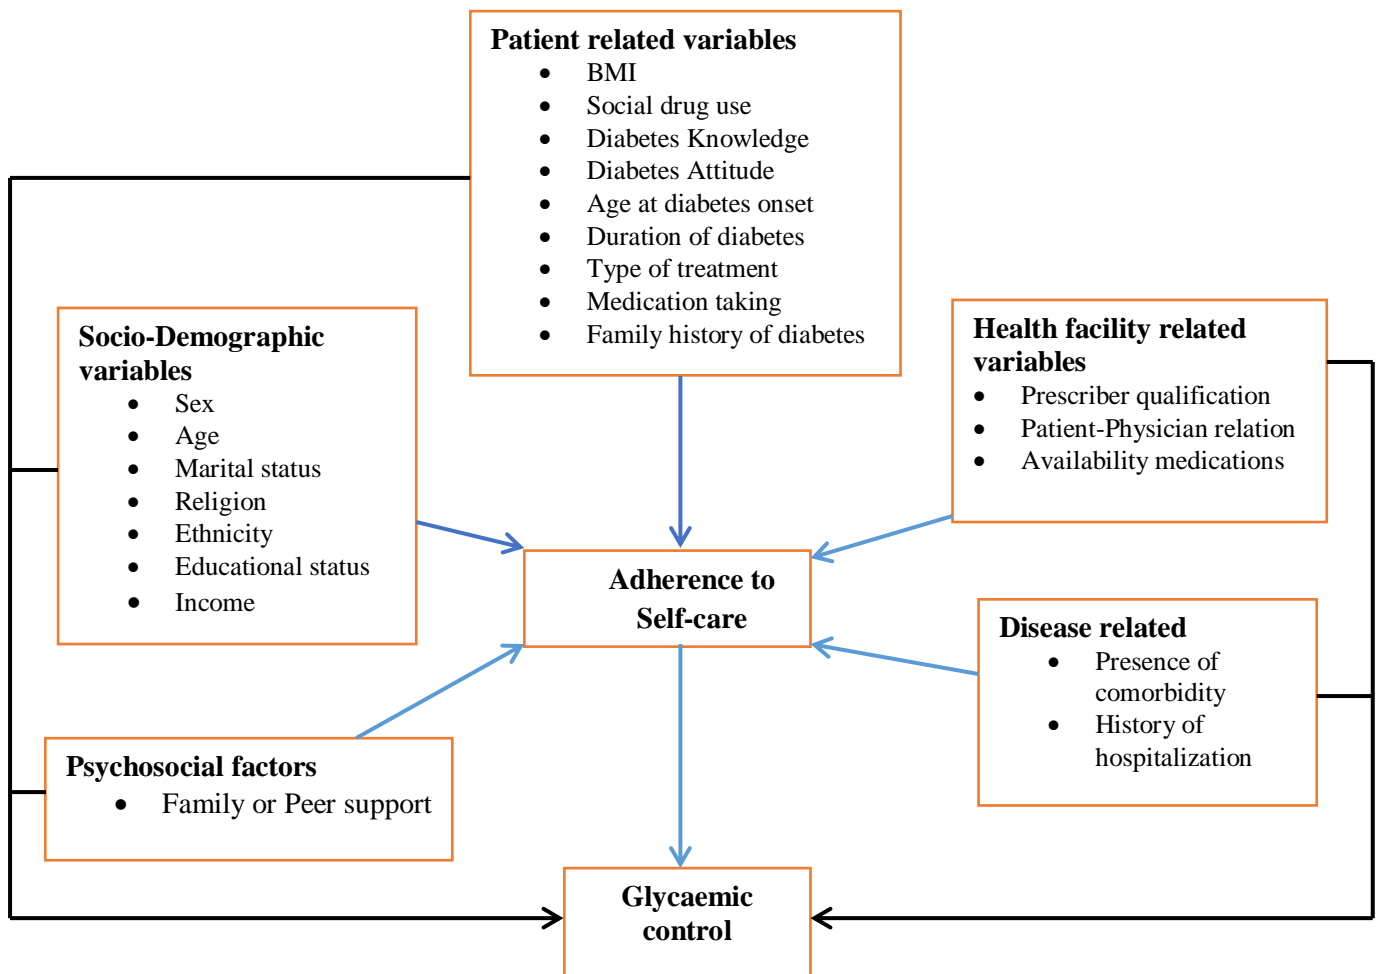 Patient related variables
• BMI
• Social drug use
• Diabetes Knowledge
• Diabetes Attitude
• Age at diabetes onset
• Duration of diabetes
• Type of treatment
• Medication taking
• Family history of diabetes
Socio-Demographic
variables
• Sex
• Age
• Marital status
• Religion
• Ethnicity
• Educational status
• Income
Health facility related
variables
• Prescriber qualification
• Patient-Physician relation
• Availability medications
Adherence to
Self-care
Disease related
• Presence of
comorbidity
• History of
hospitalization
Psychosocial factors
• Family or Peer support
Glycaemic
control